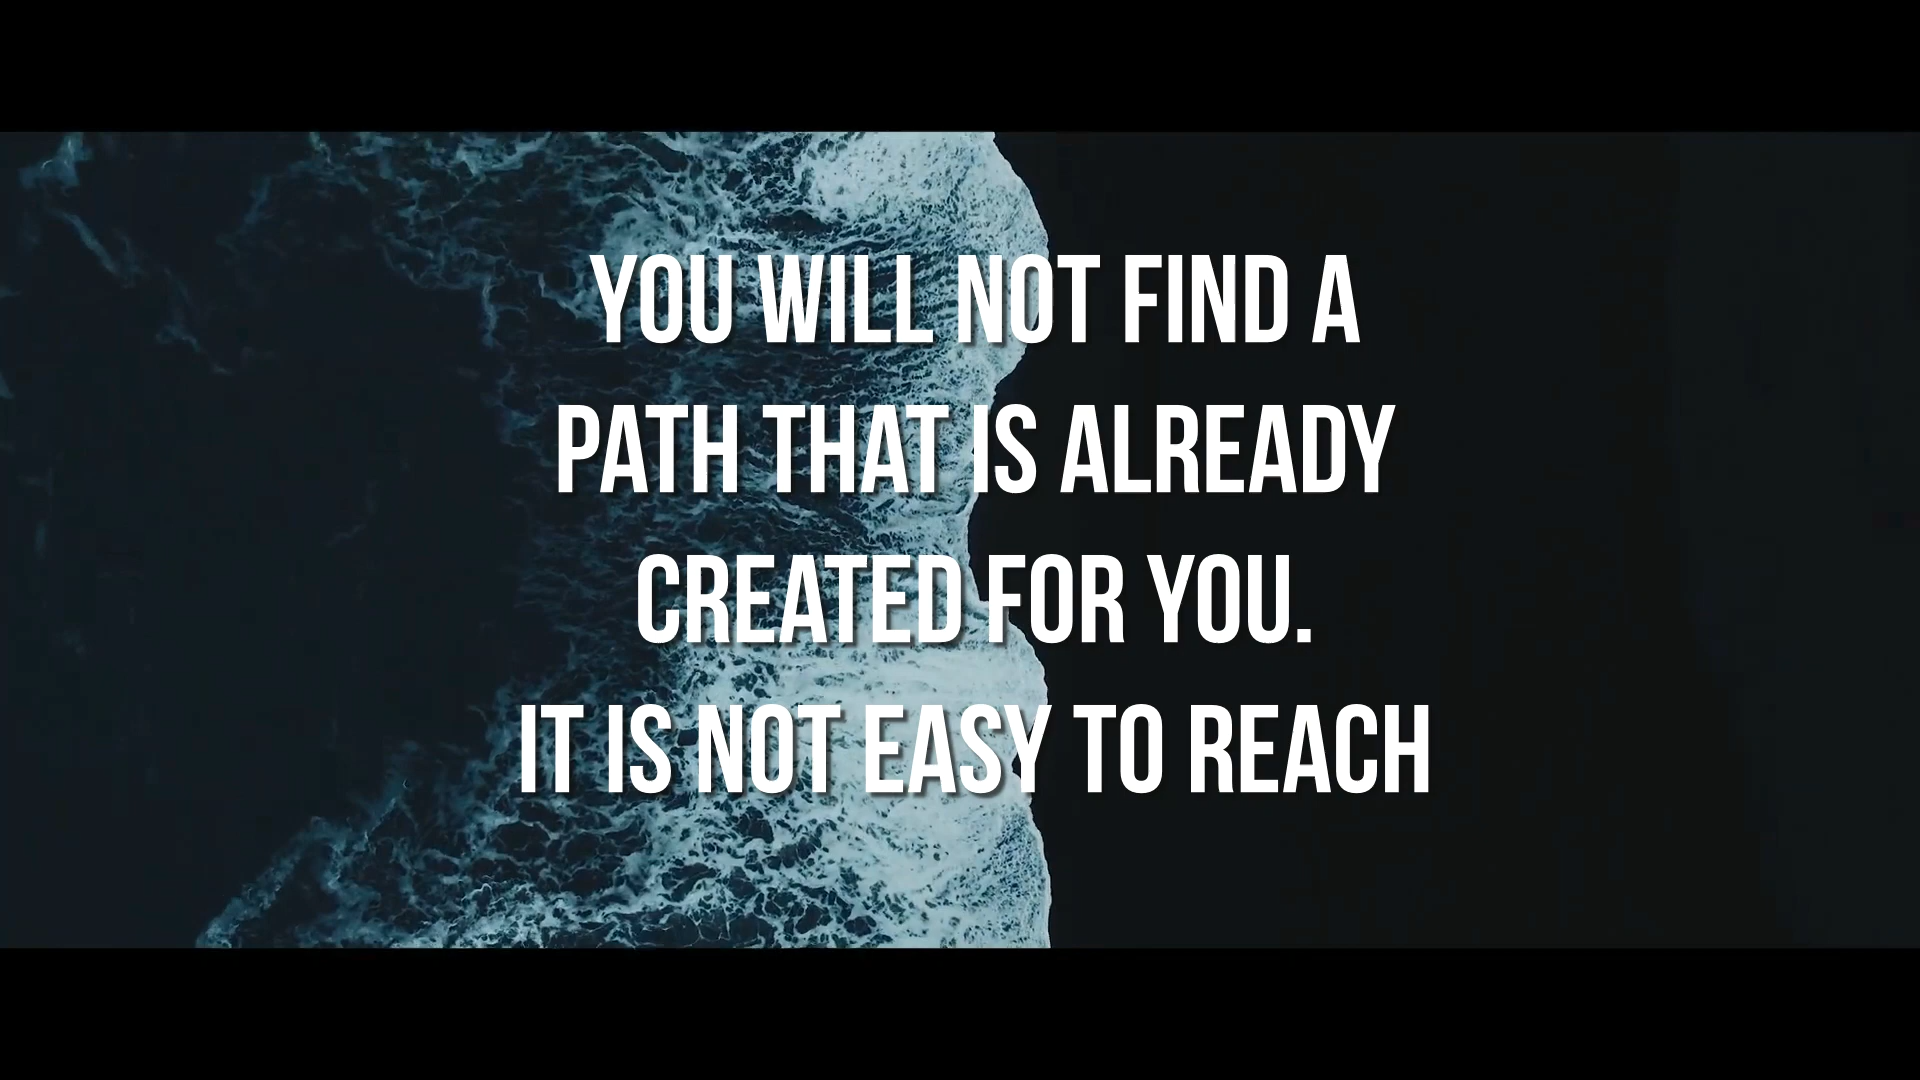 YOU WILL NOT FIND A
PATH THAT IS ALREADY
CREATED FOR YOU.
IT IS NOT EASY TO REACH